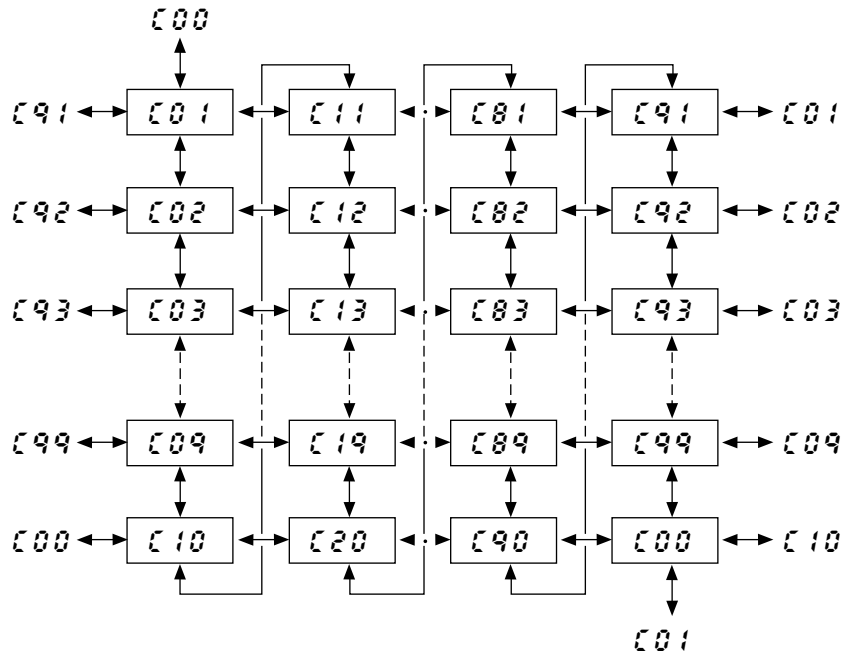 C00
C91 C01 C11 C81 C91 C01
C92 C02 C12 C82 C92 C02
C93 C03 C13 C83 C93 C03
C99 C09 C19 C89 C99 C09
C00 C10 C20 C90 C00 C10
C01